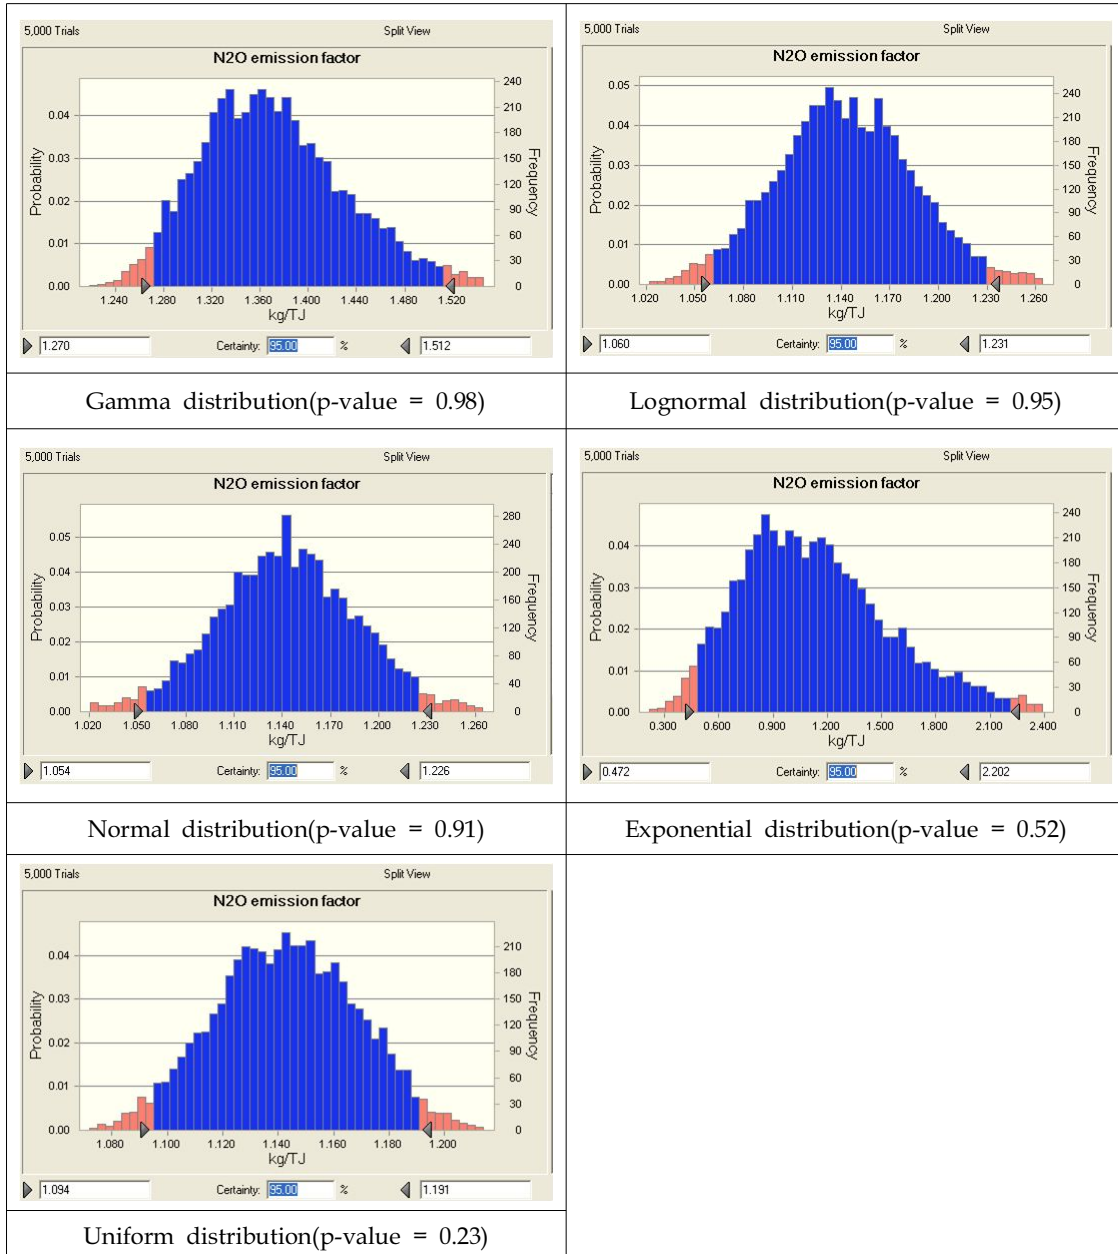 5,000 Trials
Split View
N2O emission factor
Probability
0.04
0.03
0.02
0.01
0.00
240
210
180
150
120
90
60
30
0
Frequency
1.240 1.280 1.320 1.360 1.400 1.440 1.480 1.520
kg/TJ
1.270 Certainty: 95.00 % 1.512
Gamma distribution(p-value = 0.98)
5,000 Trials
Split View
N2O emission factor
Probability
0.05
0.04
0.03
0.02
0.01
0.00
240
210
180
150
120
90
60
30
0
Frequency
1.020 1.050 1.080 1.110 1.140 1.170 1.200 1.230 1.260
kg/TJ
1.060 Certainty: 95.00 % 1.231
Lognormal distribution(p-value = 0.95)
5,000 Trials
Split View
N2O emission factor
Probability
0.05
0.04
0.03
0.02
0.01
0.00
280
240
200
160
120
80
40
0
Frequency
1.020 1.050 1.080 1.110 1.140 1.170 1.200 1.230 1.260
kg/TJ
1.054 Certainty: 95.00 % 1.226
Normal distribution(p-value = 0.91)
5,000 Trials
Split View
N2O emission factor
Probability
0.04
0.03
0.02
0.01
0.00
240
210
180
150
120
90
60
30
0
Frequency
0.300 0.600 0.900 1.200 1.500 1.800 2.100 2.400
kg/TJ
0.472 Certainty: 95.00 % 2.202
Exponential distribution(p-value = 0.52)
5,000 Trials
Split View
N2O emission factor
Probability
0.04
0.03
0.02
0.01
0.00
210
180
150
120
90
60
30
0
Frequency
1.080 1.100 1.120 1.140 1.160 1.180 1.200
kg/TJ
1.094 Certainty: 95.00 % 1.191
Uniform distribution(p-value = 0.23)